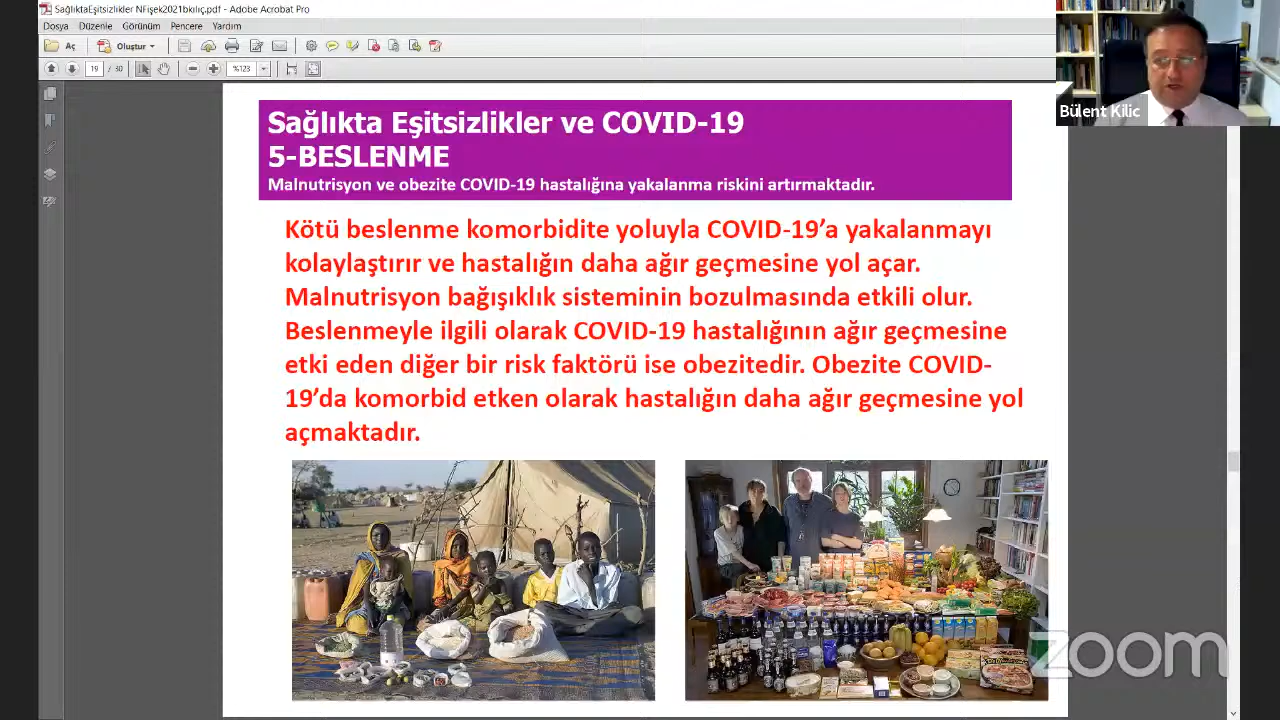 SağlıktaEşitsizlikler NFişek2021bkılıç.pdf - Adobe Acrobat Pro
Dosya Düzenle Görünüm Pencere Yardım
Aç Oluştur
19 / 30 %123
Bülent Kilic
Sağlıkta Eşitsizlikler ve COVID-19
5-BESLENME
Malnutrisyon ve obezite COVID-19 hastalığına yakalanma riskini artırmaktadır.
Kötü beslenme komorbidite yoluyla COVID-19’a yakalanmayı
kolaylaştırır ve hastalığın daha ağır geçmesine yol açar.
Malnutrisyon bağışıklık sisteminin bozulmasında etkili olur.
Beslenmeyle ilgili olarak COVID-19 hastalığının ağır geçmesine
etki eden diğer bir risk faktörü ise obezitedir. Obezite COVID-
19’da komorbid etken olarak hastalığın daha ağır geçmesine yol
açmaktadır.
zoom